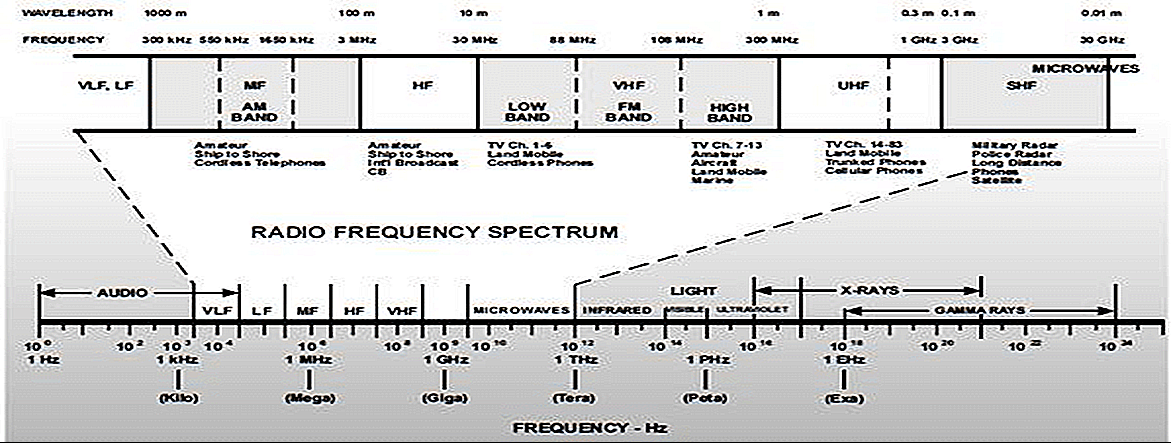 WAVELENGTH 1000 m 100 m 10 m 1 m 0.3 m 0.1 m 0.01 m
FREQUENCY 300 kHz 550 kHz 1650 kHz 3 MHz 30 MHz 88 MHz 108 MHz 300 MHz 1 GHz 3 GHz 30 GHz
MICROWAVES
VLF, LF MF HF VHF UHF SHF
AM BAND
LOW BAND
FM BAND
HIGH BAND
Amateur
Ship to Shore
Cordless Telephones
Amateur
Ship to Shore
Int'l Broadcast
CB
TV Ch. 1-6
Land Mobile
Cordless Phones
TV Ch. 7-13
Amateur
Aircraft
Land Mobile
Marine
TV Ch. 14-83
Land Mobile
Trunked Phones
Cellular Phones
Military Radar
Police Radar
Long Distance
Phones
Satellite
RADIO FREQUENCY SPECTRUM
AUDIO LIGHT X-RAYS
VLF LF MF HF VHF MICROWAVES INFRARED VISIBLE ULTRAVIOLET GAMMA RAYS
10⁰ 10² 10³ 10⁴ 10⁶ 10⁸ 10⁹ 10¹⁰ 10¹² 10¹⁴ 10¹⁶ 10¹⁸ 10²⁰ 10²² 10²⁴
1 Hz 1 kHz 1 MHz 1 GHz 1 THz 1 PHz 1 EHz
(Kilo) (Mega) (Giga) (Tera) (Peta) (Exa)
FREQUENCY - Hz